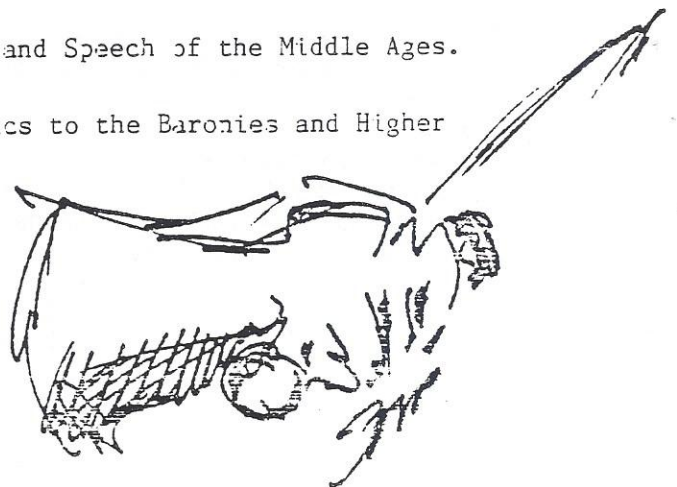 and Speech of the Middle Ages.
cs to the Baronies and Higher